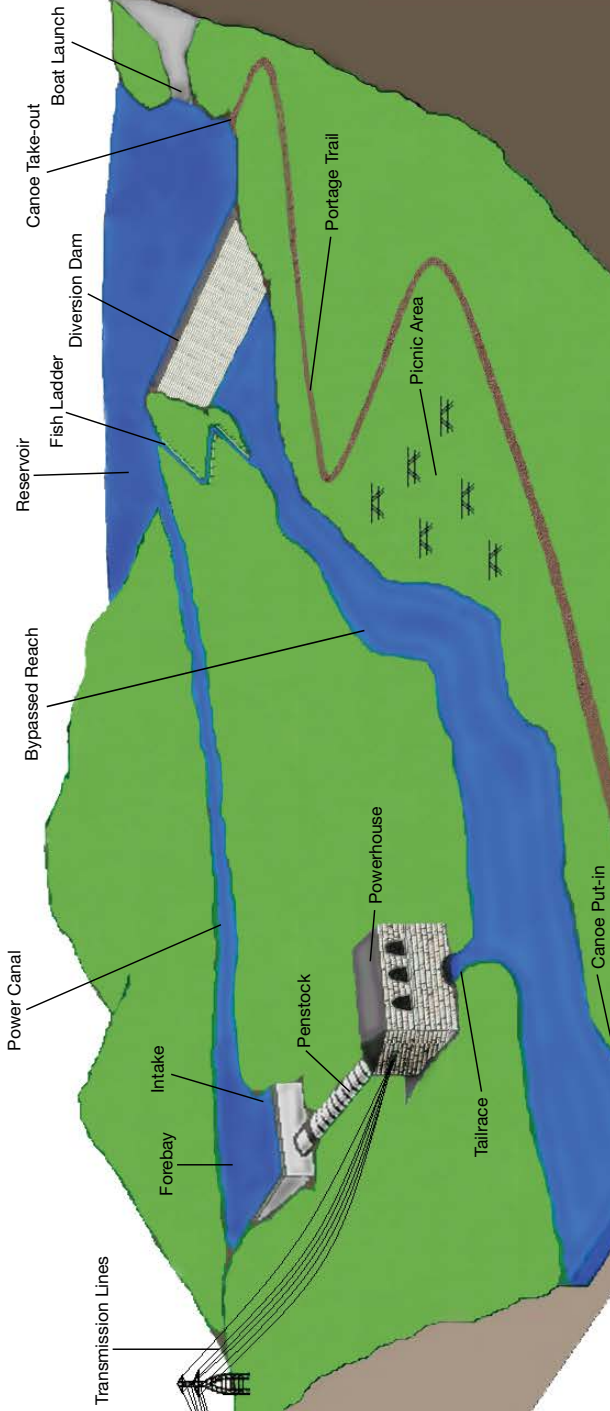 Transmission Lines
Forebay
Intake
Power Canal
Penstock
Powerhouse
Tailrace
Canoe Put-in
Bypassed Reach
Reservoir
Fish Ladder
Diversion Dam
Picnic Area
Portage Trail
Canoe Take-out
Boat Launch